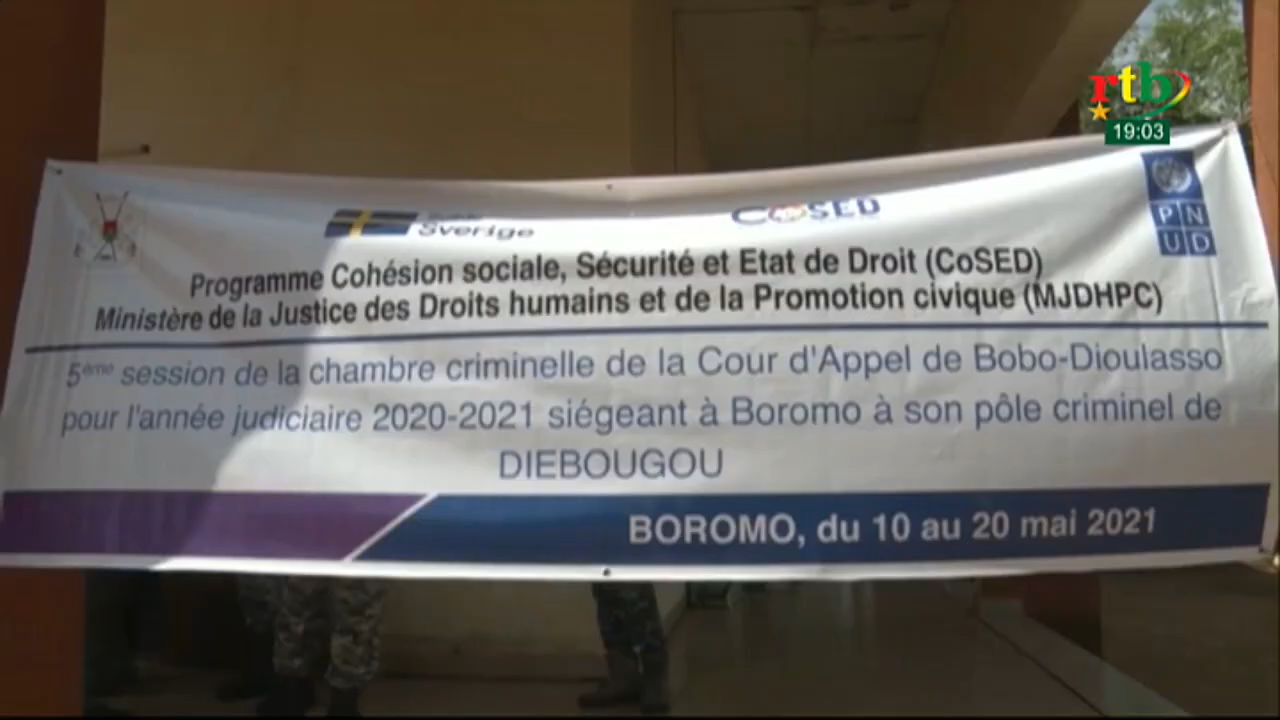 rtb
19:03
Sverige
COSED
PN
UD
Programme Cohésion sociale, Sécurité et Etat de Droit (CoSED)
Ministère de la Justice des Droits humains et de la Promotion civique (MJDHPC)
5ème session de la chambre criminelle de la Cour d'Appel de Bobo-Dioulasso
pour l'année judiciaire 2020-2021 siégeant à Boromo à son pôle criminel de
DIEBOUGOU
BOROMO, du 10 au 20 mai 2021